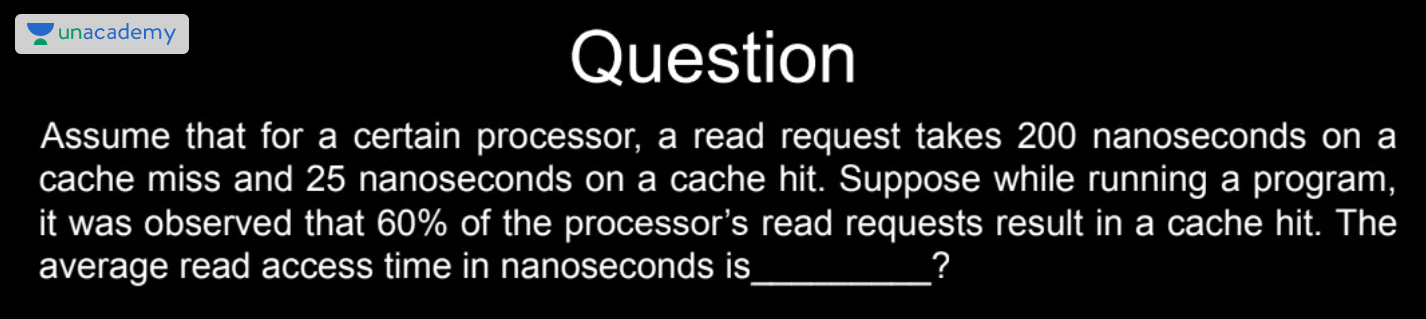 unacademy
Question
Assume that for a certain processor, a read request takes 200 nanoseconds on a
cache miss and 25 nanoseconds on a cache hit. Suppose while running a program,
it was observed that 60% of the processor’s read requests result in a cache hit. The
average read access time in nanoseconds is_________?